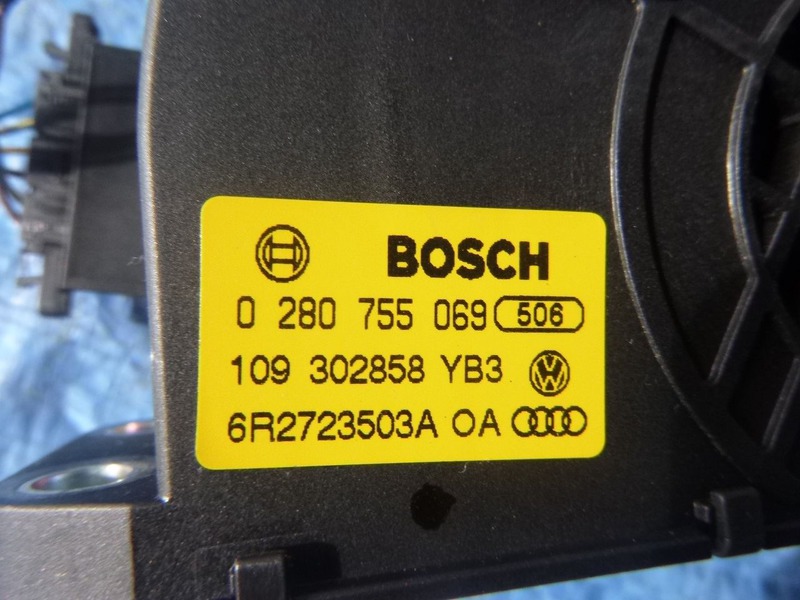 BOSCH
0 280 755 069 506
109 302858 YB3
6R2723503A OA